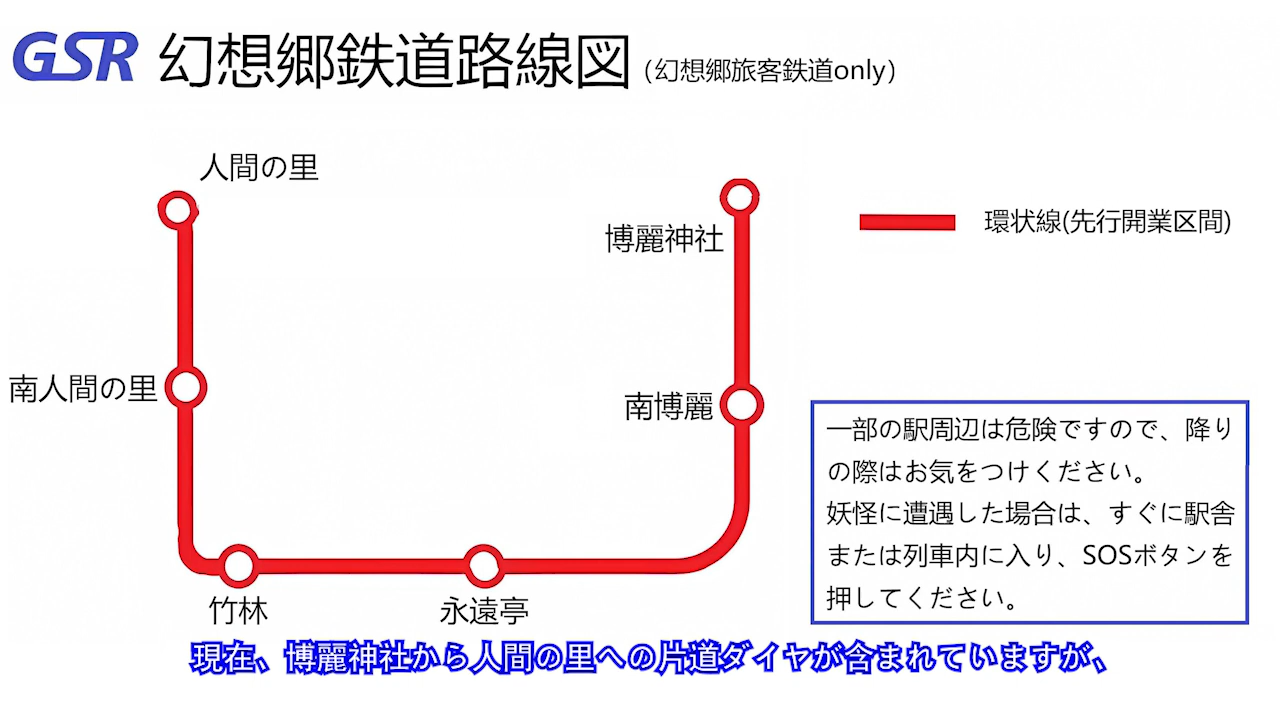 GSR 幻想郷鉄道路線図 (幻想郷旅客鉄道only)
人間の里
博麗神社
環状線(先行開業区間)
南人間の里
南博麗
一部の駅周辺は危険ですので、降り
の際はお気をつけください。
妖怪に遭遇した場合は、すぐに駅舎
または列車内に入り、SOSボタンを
押してください。
竹林
永遠亭
現在、博麗神社から人間の里への片道ダイヤが含まれていますが、